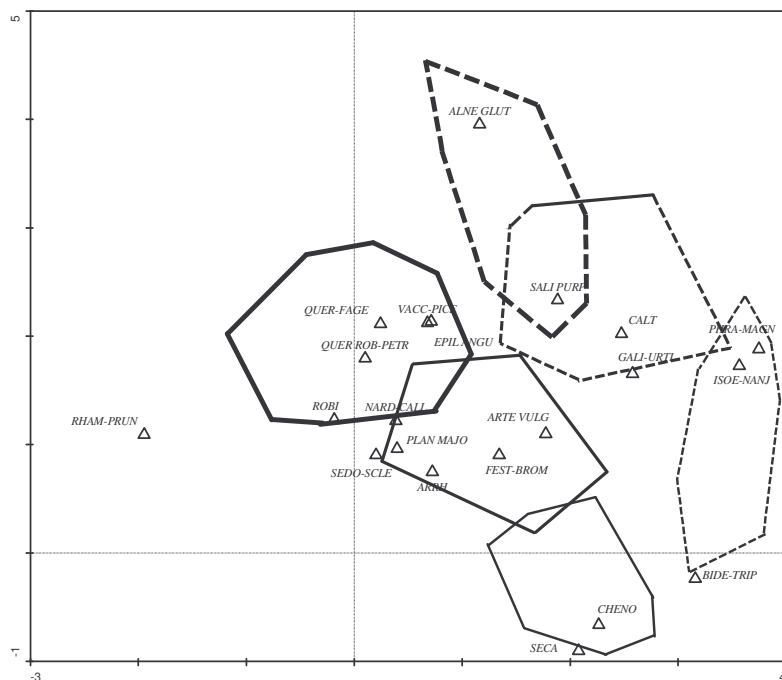 5
ALNE GLUT
SALI PURP
QUER-FAGE
VACC-PICE
CALT
PHRA-MAGN
QUER ROB-PETR
EPIL ANGU
GALI-URTI
ISOE-NANJ
ROBI
NARD-CALL
RHAM-PRUN
ARTE VULG
PLAN MAJO
SEDO-SCLE
FEST-BROM
ARRH
BIDE-TRIP
CHENO
SECA
-1
-3